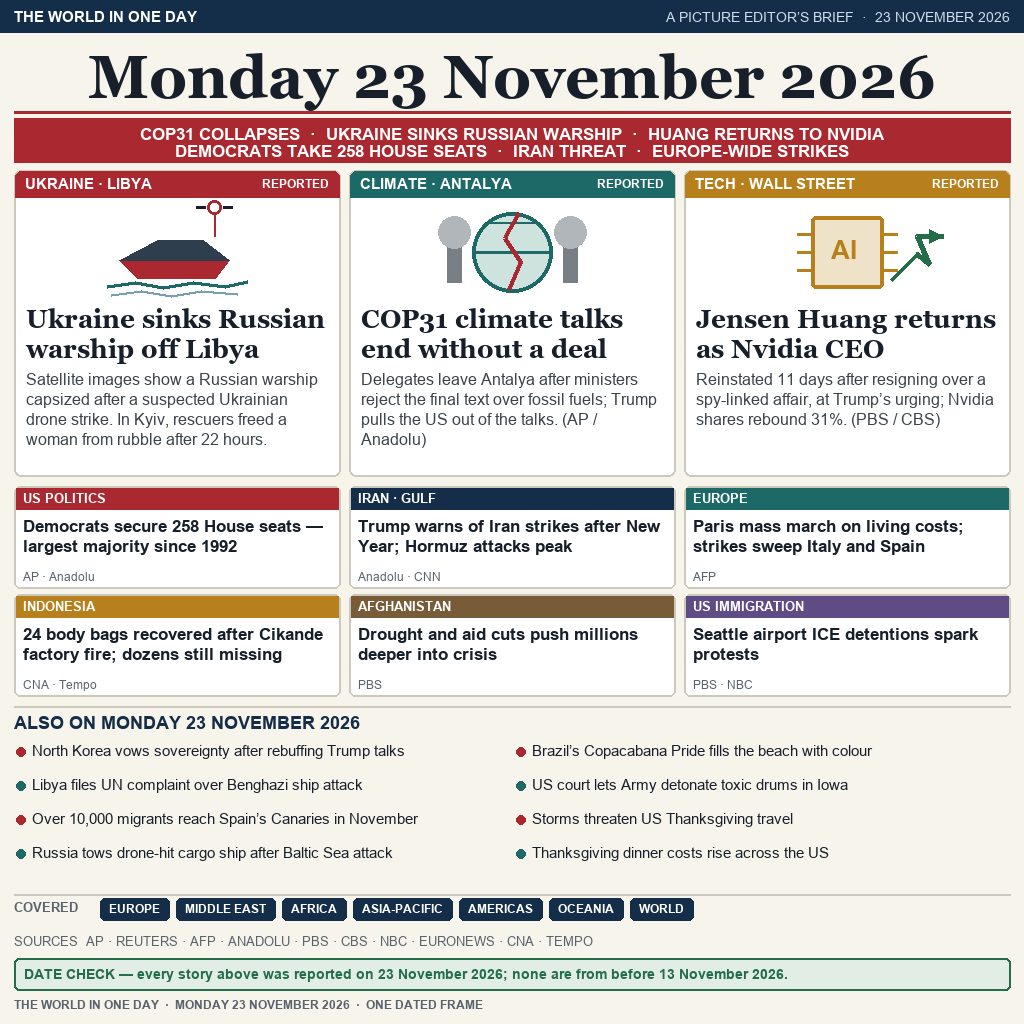 THE WORLD IN ONE DAY
A PICTURE EDITOR'S BRIEF · 23 NOVEMBER 2026
Monday 23 November 2026
COP31 COLLAPSES · UKRAINE SINKS RUSSIAN WARSHIP · HUANG RETURNS TO NVIDIA
DEMOCRATS TAKE 258 HOUSE SEATS · IRAN THREAT · EUROPE-WIDE STRIKES
UKRAINE · LIBYA REPORTED
Ukraine sinks Russian
warship off Libya
Satellite images show a Russian warship
capsized after a suspected Ukrainian
drone strike. In Kyiv, rescuers freed a
woman from rubble after 22 hours.
CLIMATE · ANTALYA REPORTED
COP31 climate talks
end without a deal
Delegates leave Antalya after ministers
reject the final text over fossil fuels; Trump
pulls the US out of the talks. (AP /
Anadolu)
TECH · WALL STREET REPORTED
AI
Jensen Huang returns
as Nvidia CEO
Reinstated 11 days after resigning over a
spy-linked affair, at Trump's urging; Nvidia
shares rebound 31%. (PBS / CBS)
US POLITICS
Democrats secure 258 House seats —
largest majority since 1992
AP · Anadolu
IRAN · GULF
Trump warns of Iran strikes after New
Year; Hormuz attacks peak
Anadolu · CNN
EUROPE
Paris mass march on living costs;
strikes sweep Italy and Spain
AFP
INDONESIA
24 body bags recovered after Cikande
factory fire; dozens still missing
CNA · Tempo
AFGHANISTAN
Drought and aid cuts push millions
deeper into crisis
PBS
US IMMIGRATION
Seattle airport ICE detentions spark
protests
PBS · NBC
ALSO ON MONDAY 23 NOVEMBER 2026
North Korea vows sovereignty after rebuffing Trump talks
Libya files UN complaint over Benghazi ship attack
Over 10,000 migrants reach Spain's Canaries in November
Russia tows drone-hit cargo ship after Baltic Sea attack
Brazil's Copacabana Pride fills the beach with colour
US court lets Army detonate toxic drums in Iowa
Storms threaten US Thanksgiving travel
Thanksgiving dinner costs rise across the US
COVERED EUROPE MIDDLE EAST AFRICA ASIA-PACIFIC AMERICAS OCEANIA WORLD
SOURCES AP · REUTERS · AFP · ANADOLU · PBS · CBS · NBC · EURONEWS · CNA · TEMPO
DATE CHECK — every story above was reported on 23 November 2026; none are from before 13 November 2026.
THE WORLD IN ONE DAY · MONDAY 23 NOVEMBER 2026 · ONE DATED FRAME